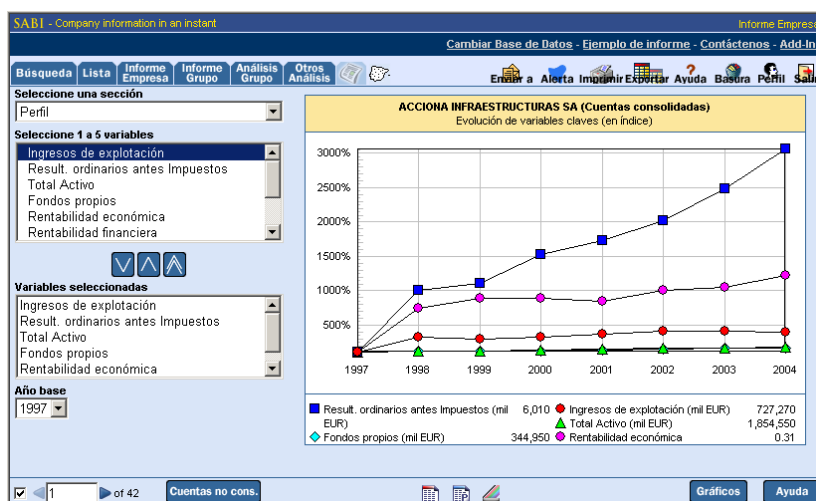 SABI - Company information in an instant
Informe Empresa
Cambiar Base de Datos - Ejemplo de informe - Contáctenos - Add-In
Búsqueda Lista Informe Empresa Informe Grupo Análisis Grupo Otros Análisis
Enviar a Alerta Imprimir Exportar Ayuda Basura Perfil Salir
Seleccione una sección
Perfil
Seleccione 1 a 5 variables
Ingresos de explotación
Result. ordinarios antes Impuestos
Total Activo
Fondos propios
Rentabilidad económica
Rentabilidad financiera
Variables seleccionadas
Ingresos de explotación
Result. ordinarios antes Impuestos
Total Activo
Fondos propios
Rentabilidad económica
Año base
1997
ACCIONA INFRAESTRUCTURAS SA (Cuentas consolidadas)
Evolución de variables claves (en índice)
3000%
2500%
2000%
1500%
1000%
500%
1997 1998 1999 2000 2001 2002 2003 2004
Result. ordinarios antes Impuestos (mil EUR) 6,010
Ingresos de explotación (mil EUR) 727,270
Total Activo (mil EUR) 1,854,550
Fondos propios (mil EUR) 344,950
Rentabilidad económica 0.31
1 of 42 Cuentas no cons. Gráficos Ayuda